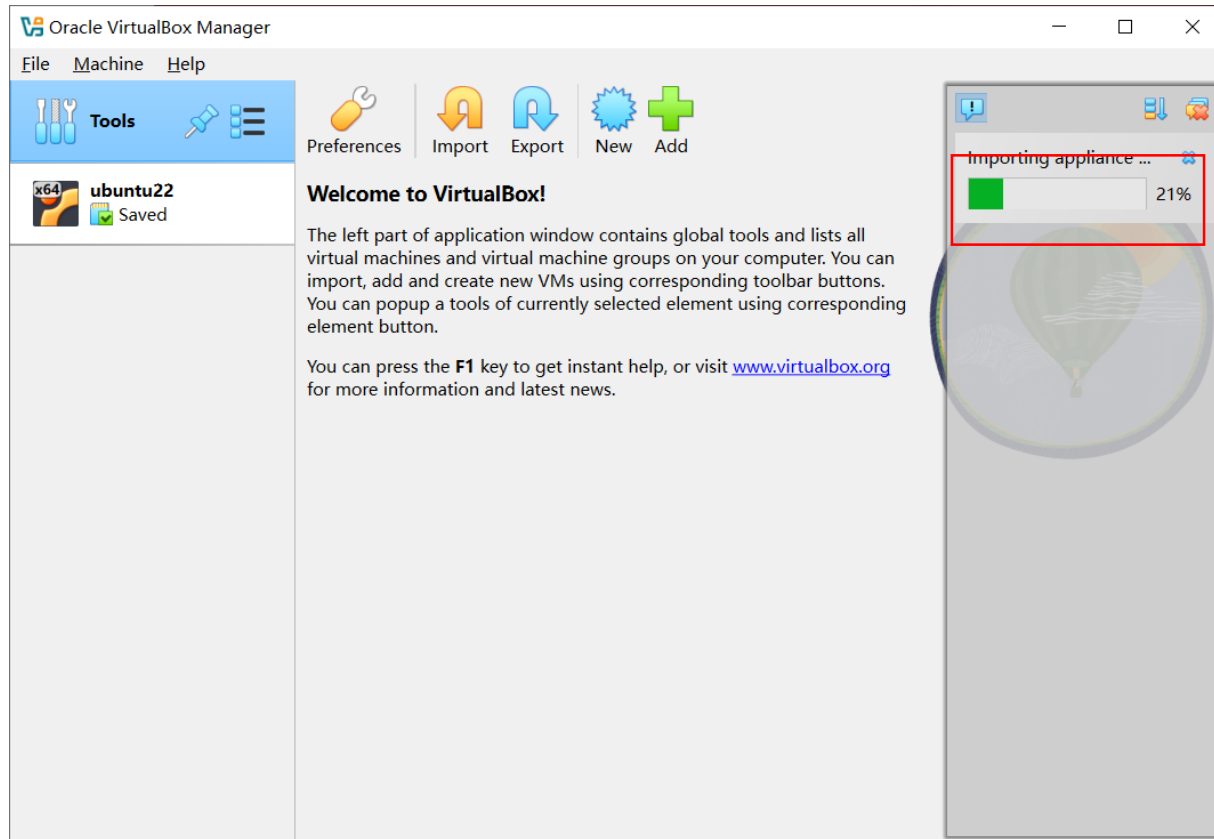 Oracle VirtualBox Manager
File Machine Help
Tools
Preferences Import Export New Add
Importing appliance ...
21%
x64
ubuntu22
Saved
Welcome to VirtualBox!
The left part of application window contains global tools and lists all
virtual machines and virtual machine groups on your computer. You can
import, add and create new VMs using corresponding toolbar buttons.
You can popup a tools of currently selected element using corresponding
element button.
You can press the F1 key to get instant help, or visit www.virtualbox.org
for more information and latest news.